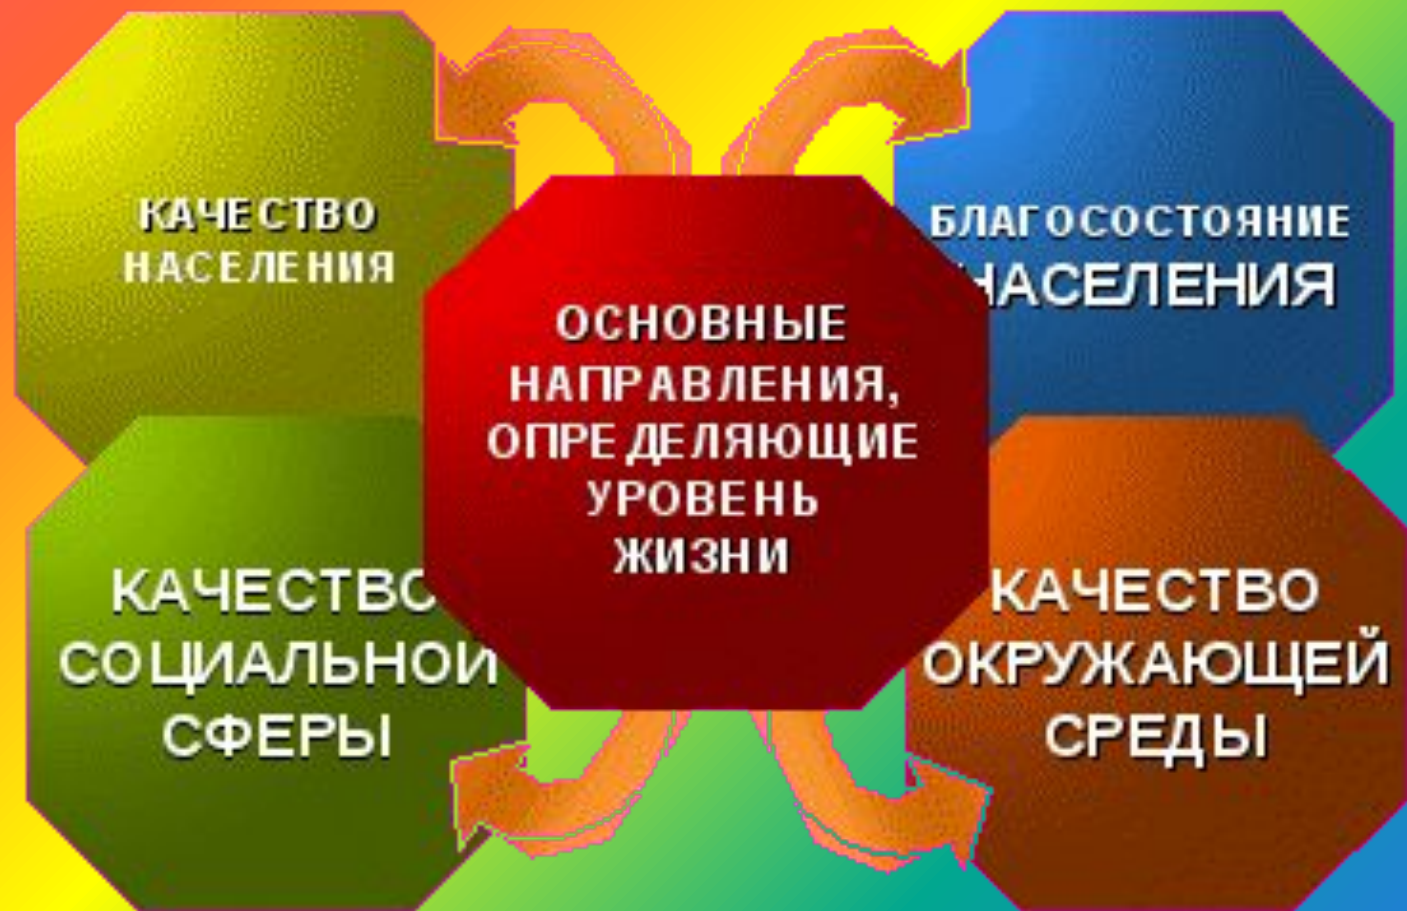 КАЧЕСТВО
НАСЕЛЕНИЯ
БЛАГОСОСТОЯНИЕ
НАСЕЛЕНИЯ
ОСНОВНЫЕ
НАПРАВЛЕНИЯ,
ОПРЕДЕЛЯЮЩИЕ
УРОВЕНЬ
ЖИЗНИ
КАЧЕСТВО
СОЦИАЛЬНОЙ
СФЕРЫ
КАЧЕСТВО
ОКРУЖАЮЩЕЙ
СРЕДЫ